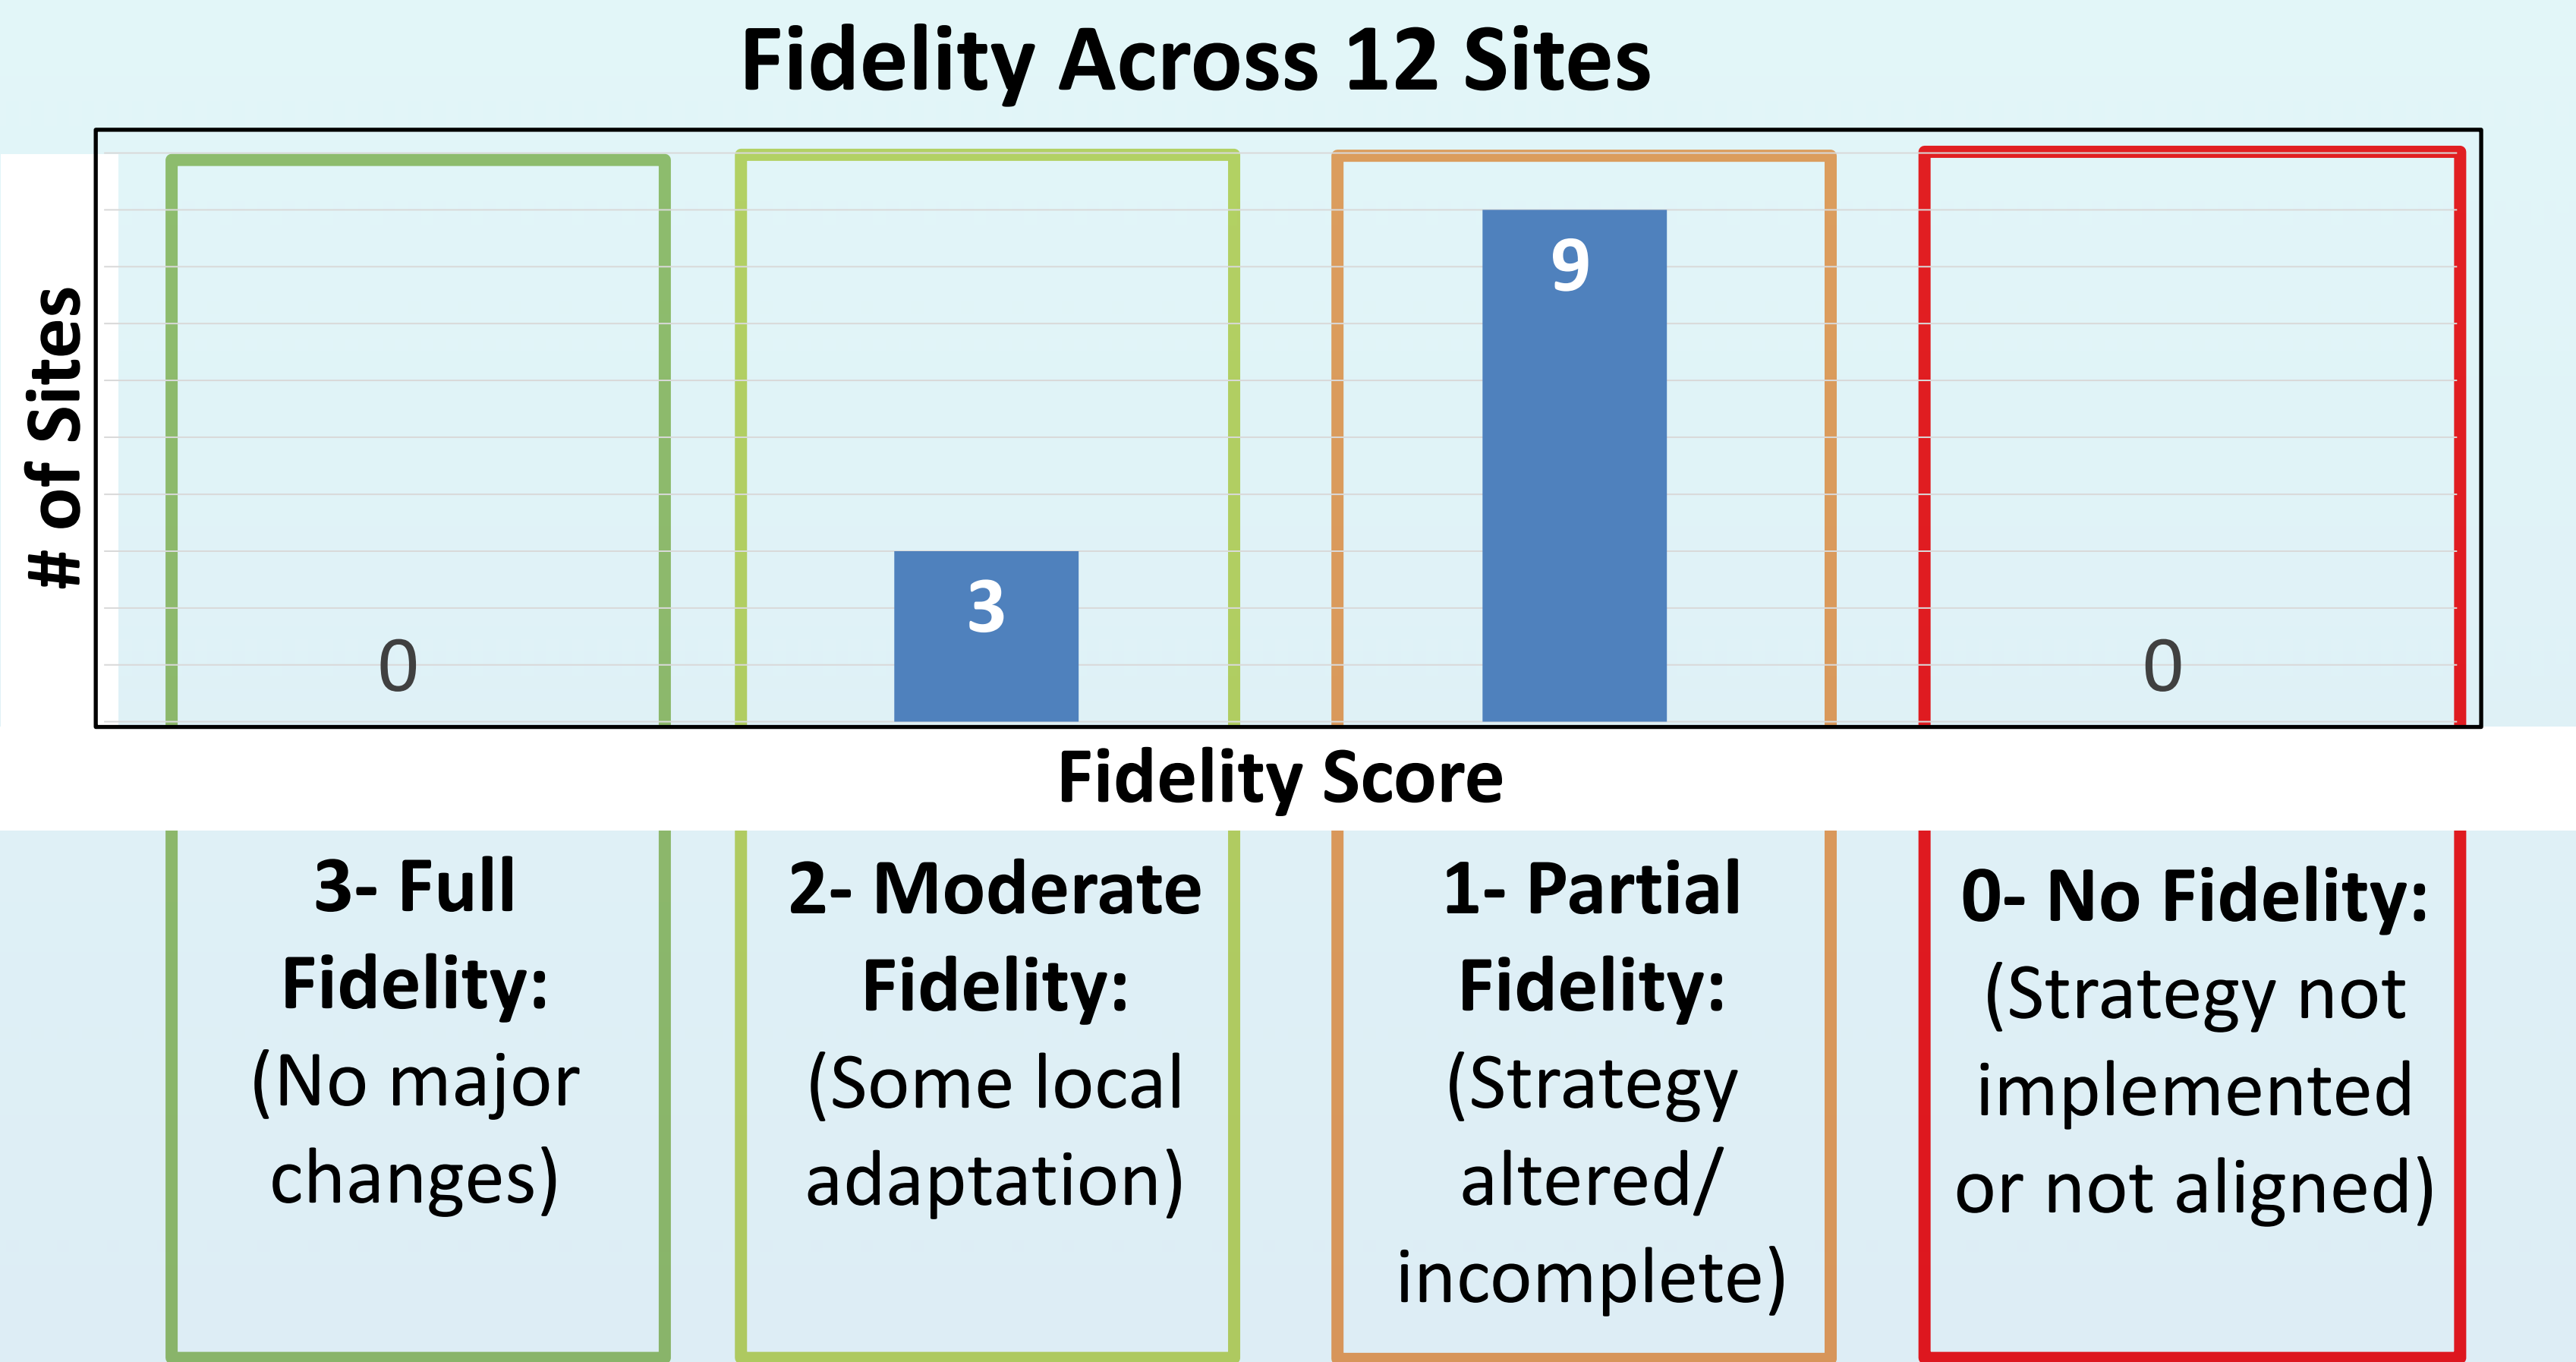 Fidelity Across 12 Sites
# of Sites
0
3
9
0
Fidelity Score
3- Full
Fidelity:
(No major
changes)
2- Moderate
Fidelity:
(Some local
adaptation)
1- Partial
Fidelity:
(Strategy
altered/
incomplete)
0- No Fidelity:
(Strategy not
implemented
or not aligned)